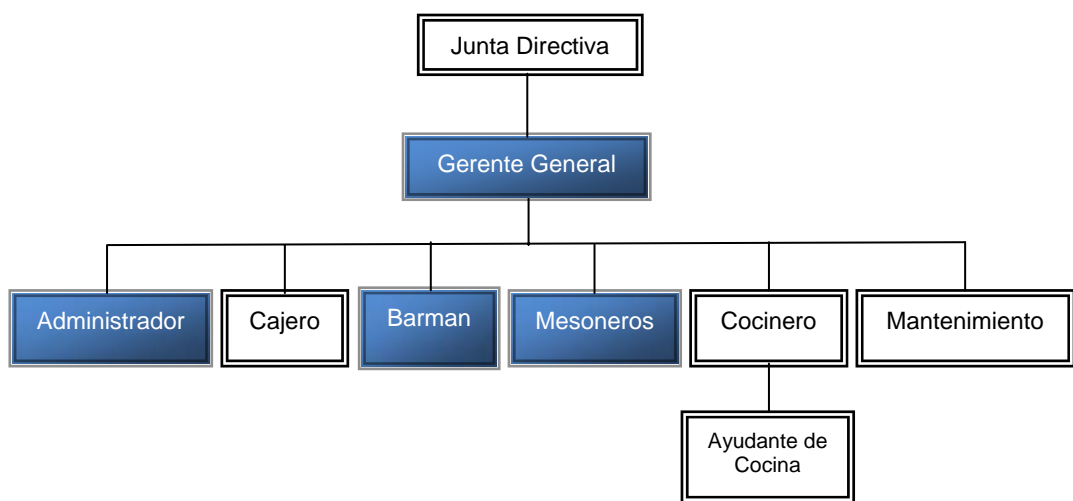 Junta Directiva
Gerente General
Administrador
Cajero
Barman
Mesoneros
Cocinero
Mantenimiento
Ayudante de
Cocina